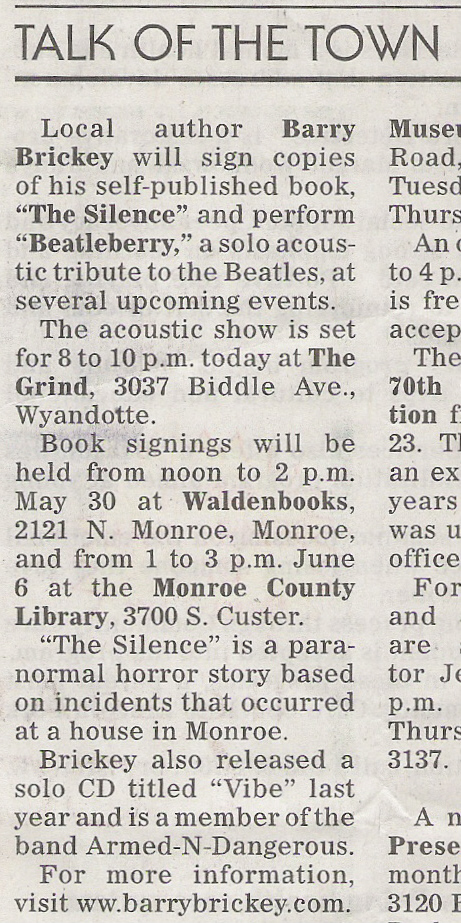 TALK OF THE TOWN
Local author Barry
Brickey will sign copies
of his self-published book,
“The Silence” and perform
“Beatleberry,” a solo acous-
tic tribute to the Beatles, at
several upcoming events.
The acoustic show is set
for 8 to 10 p.m. today at The
Grind, 3037 Biddle Ave.,
Wyandotte.
Book signings will be
held from noon to 2 p.m.
May 30 at Waldenbooks,
2121 N. Monroe, Monroe,
and from 1 to 3 p.m. June
6 at the Monroe County
Library, 3700 S. Custer.
“The Silence” is a para-
normal horror story based
on incidents that occurred
at a house in Monroe.
Brickey also released a
solo CD titled “Vibe” last
year and is a member of the
band Armed-N-Dangerous.
For more information,
visit ww.barrybrickey.com.
Road,
to 4 p.
is fre
accep
The
70th
tion f
23. Th
an ex
years
was u
office
For
and
are
tor Je
p.m.
Thurs
3137.
A n
Prese
month
3120